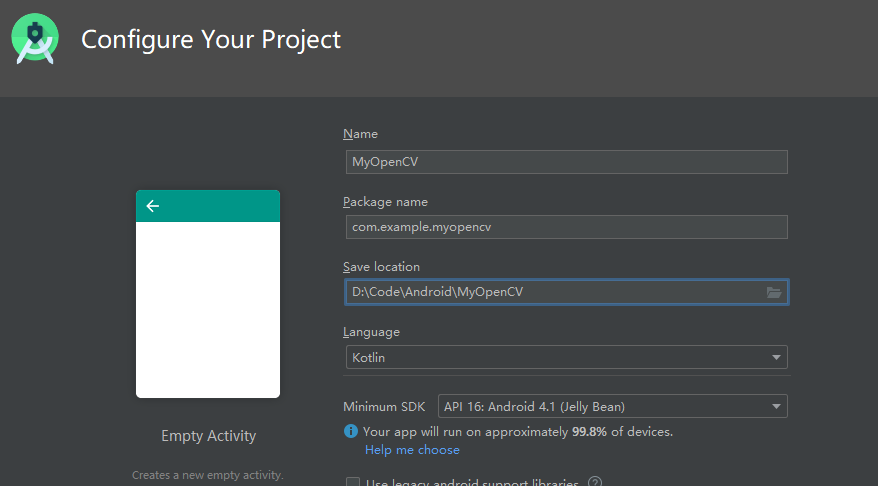 Configure Your Project
Name
MyOpenCV
Package name
com.example.myopencv
Save location
D:\Code\Android\MyOpenCV
Language
Kotlin
Minimum SDK API 16: Android 4.1 (Jelly Bean)
Your app will run on approximately 99.8% of devices.
Help me choose
Empty Activity
Creates a new empty activity.
Use legacy android support libraries ?